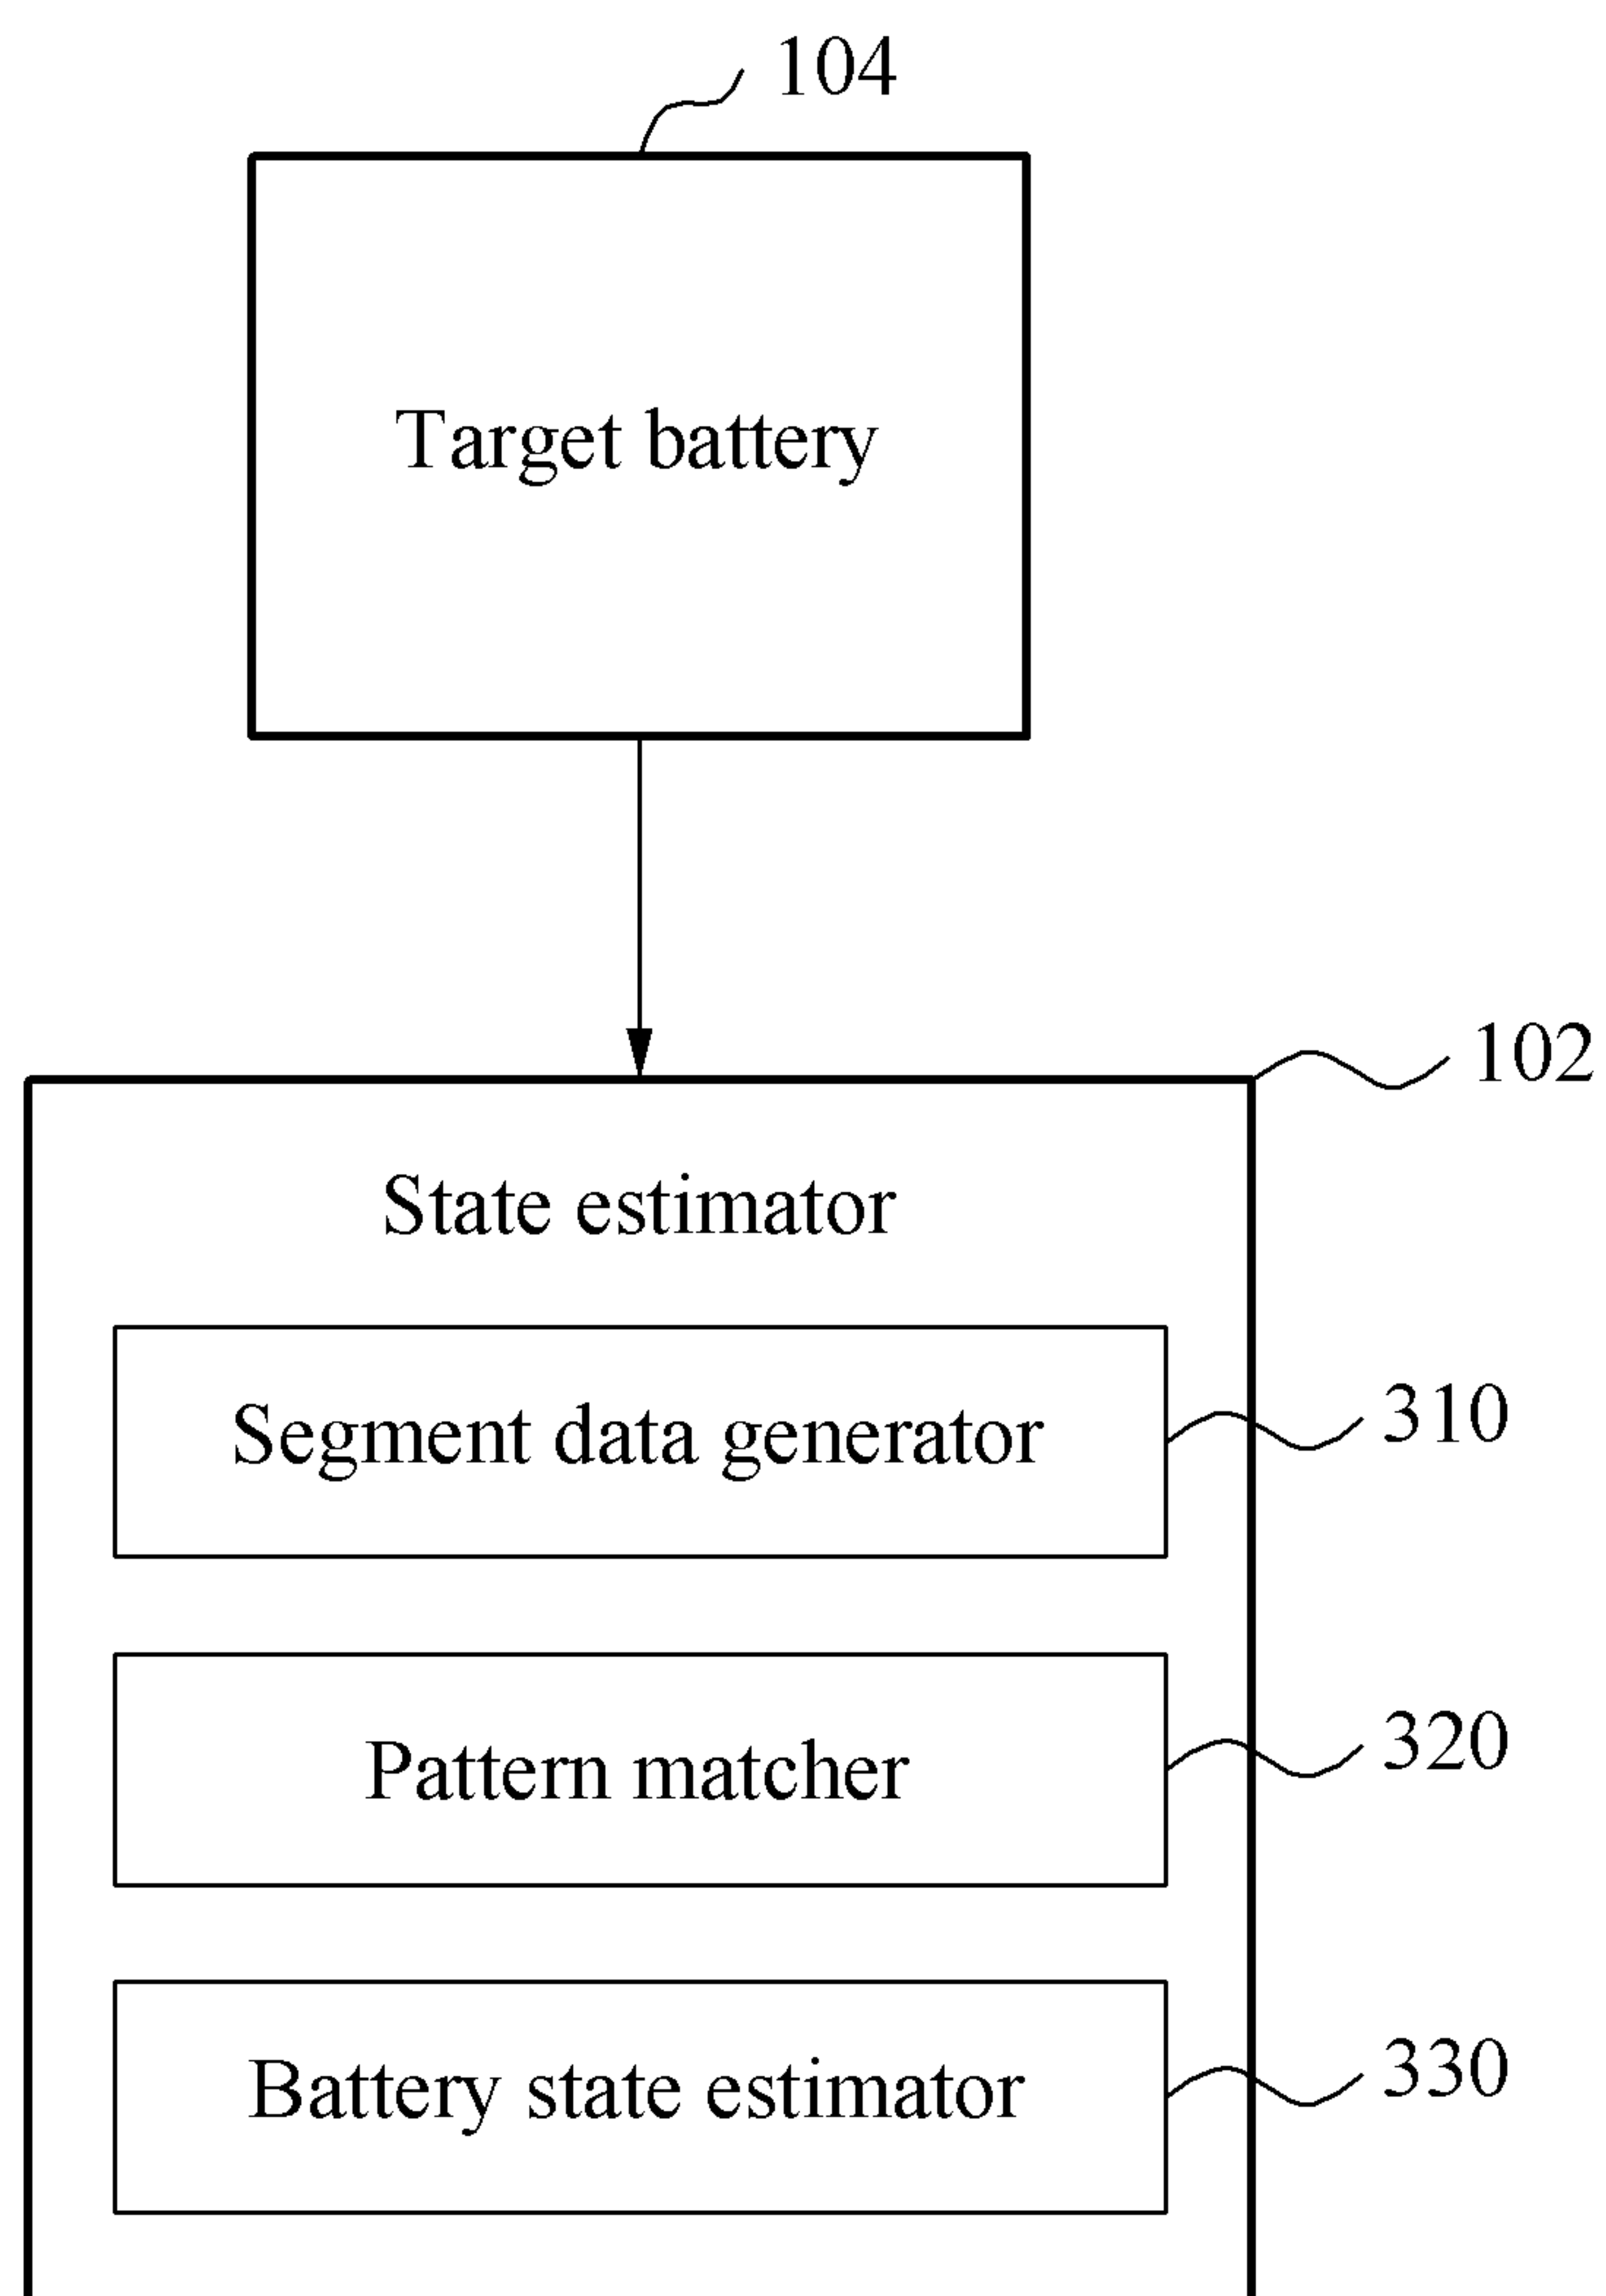 104
Target battery
102
State estimator
Segment data generator
310
Pattern matcher
320
Battery state estimator
330